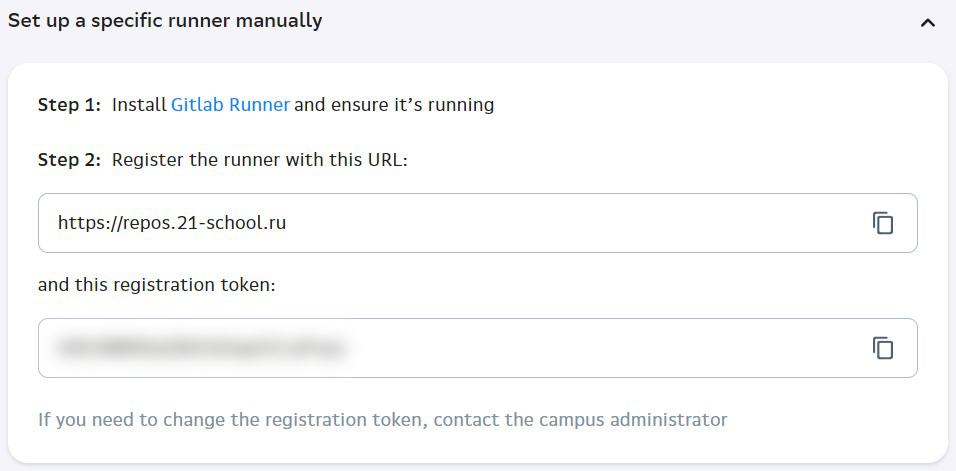 Set up a specific runner manually
Step 1: Install Gitlab Runner and ensure it’s running
Step 2: Register the runner with this URL:
https://repos.21-school.ru
and this registration token:
If you need to change the registration token, contact the campus administrator